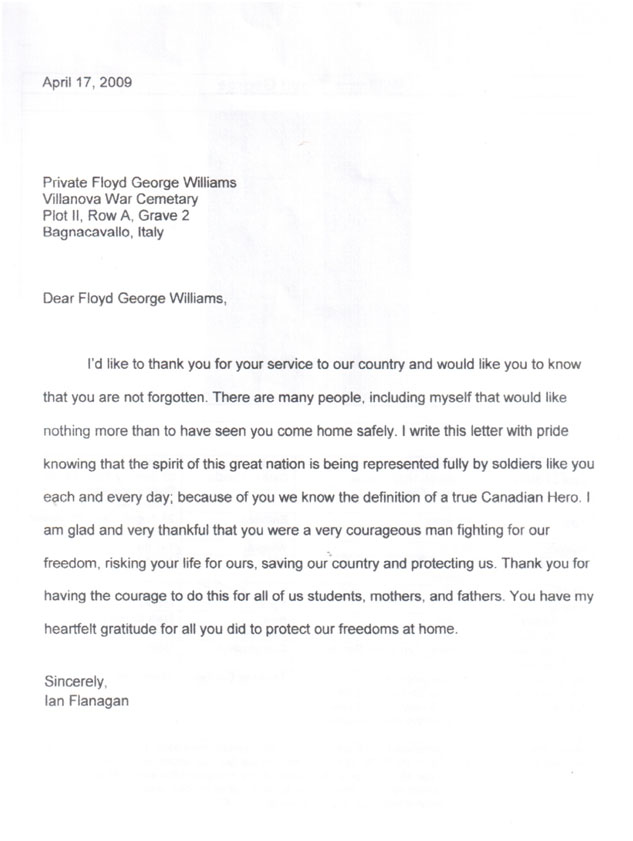 April 17, 2009
Private Floyd George Williams
Villanova War Cemetary
Plot II, Row A, Grave 2
Bagnacavallo, Italy
Dear Floyd George Williams,
I'd like to thank you for your service to our country and would like you to know
that you are not forgotten. There are many people, including myself that would like
nothing more than to have seen you come home safely. I write this letter with pride
knowing that the spirit of this great nation is being represented fully by soldiers like you
each and every day; because of you we know the definition of a true Canadian Hero. I
am glad and very thankful that you were a very courageous man fighting for our
freedom, risking your life for ours, saving our country and protecting us. Thank you for
having the courage to do this for all of us students, mothers, and fathers. You have my
heartfelt gratitude for all you did to protect our freedoms at home.
Sincerely,
Ian Flanagan